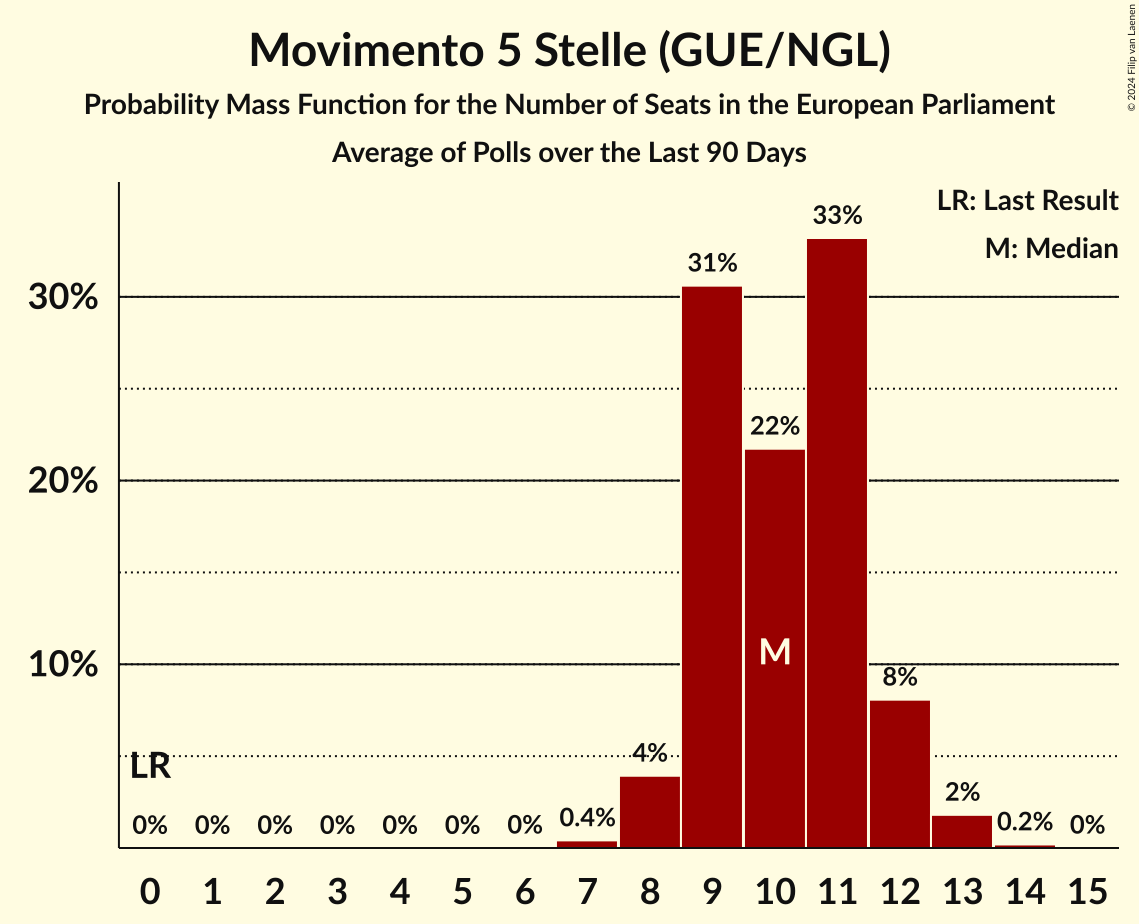 Movimento 5 Stelle (GUE/NGL)
Probability Mass Function for the Number of Seats in the European Parliament
Average of Polls over the Last 90 Days
© 2024 Filip van Laenen
LR: Last Result
M: Median
33%
31%
30%
22%
20%
M
10%
8%
LR
4%
2%
0% 0% 0% 0% 0% 0% 0% 0.4% 0.2% 0%
0 1 2 3 4 5 6 7 8 9 10 11 12 13 14 15